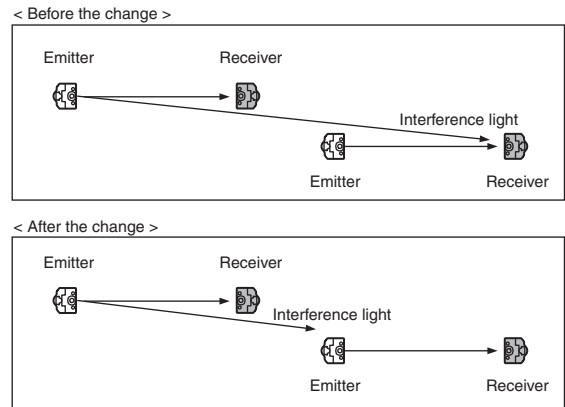 < Before the change >
Emitter Receiver
Interference light
Emitter Receiver
< After the change >
Emitter Receiver
Interference light
Emitter Receiver